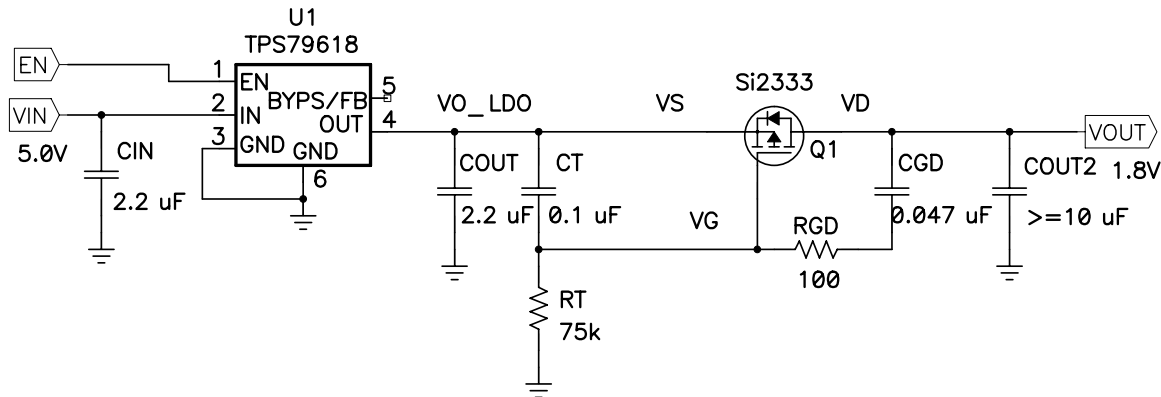 U1
TPS79618
EN
1
EN
BYPS/FB
5
VIN
2
IN
OUT
4
3
GND
GND
6
5.0V
CIN
2.2 uF
VO_LDO
COUT
2.2 uF
CT
0.1 uF
VS
VG
Si2333
Q1
VD
RGD
100
CGD
0.047 uF
COUT2
>=10 uF
VOUT
1.8V
RT
75k